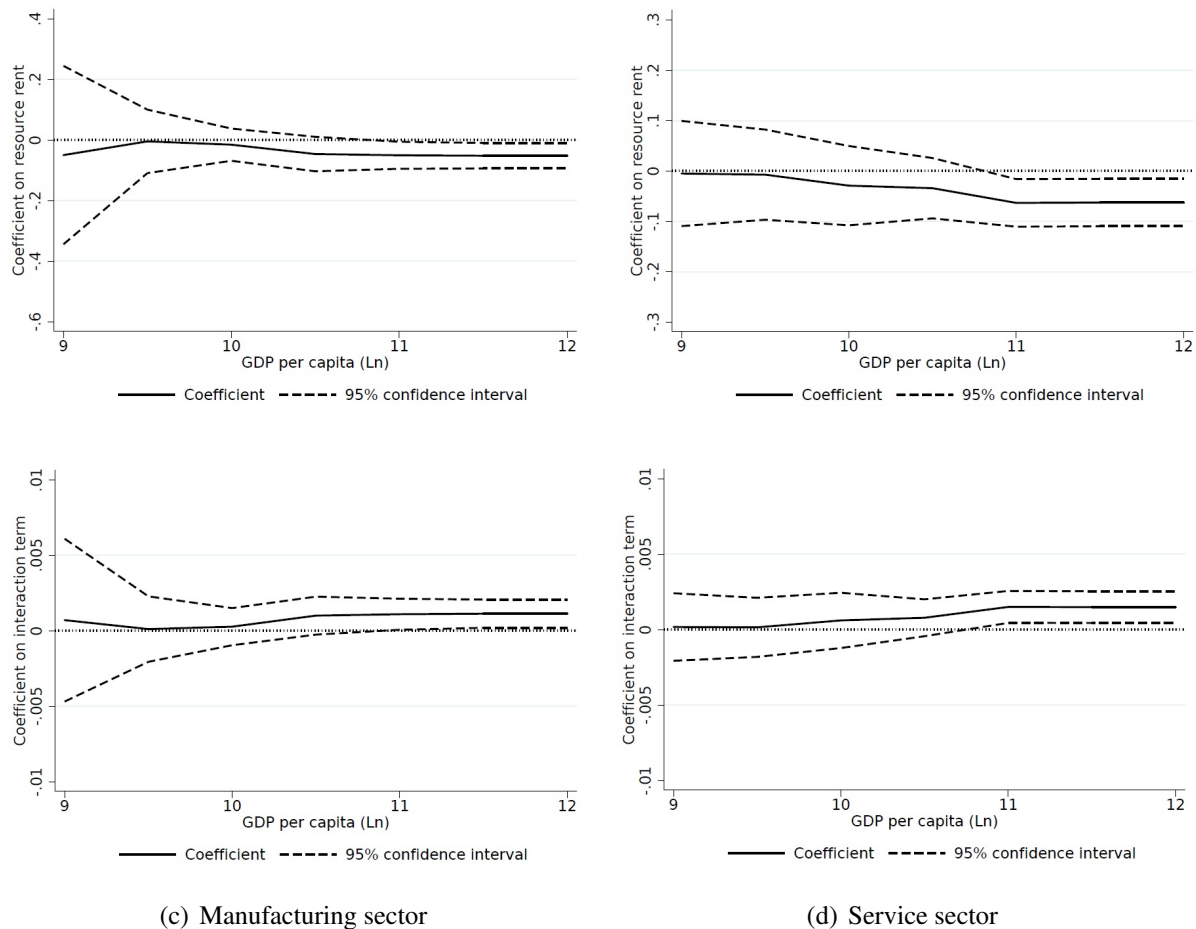 Coefficient on resource rent
.4
.2
0
-.2
-.4
-.6
9 10 11 12
GDP per capita (Ln)
Coefficient 95% confidence interval
Coefficient on resource rent
.3
.2
.1
0
-.1
-.2
-.3
9 10 11 12
GDP per capita (Ln)
Coefficient 95% confidence interval
Coefficient on interaction term
.01
.005
0
-.005
-.01
9 10 11 12
GDP per capita (Ln)
Coefficient 95% confidence interval
(c) Manufacturing sector
Coefficient on interaction term
.01
.005
0
-.005
-.01
9 10 11 12
GDP per capita (Ln)
Coefficient 95% confidence interval
(d) Service sector